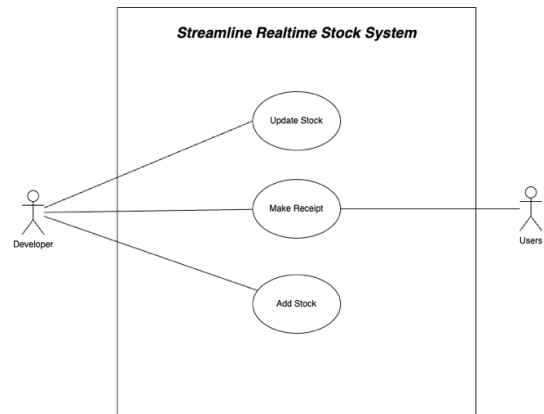 Streamline Realtime Stock System
Update Stock
Make Receipt
Developer
Users
Add Stock